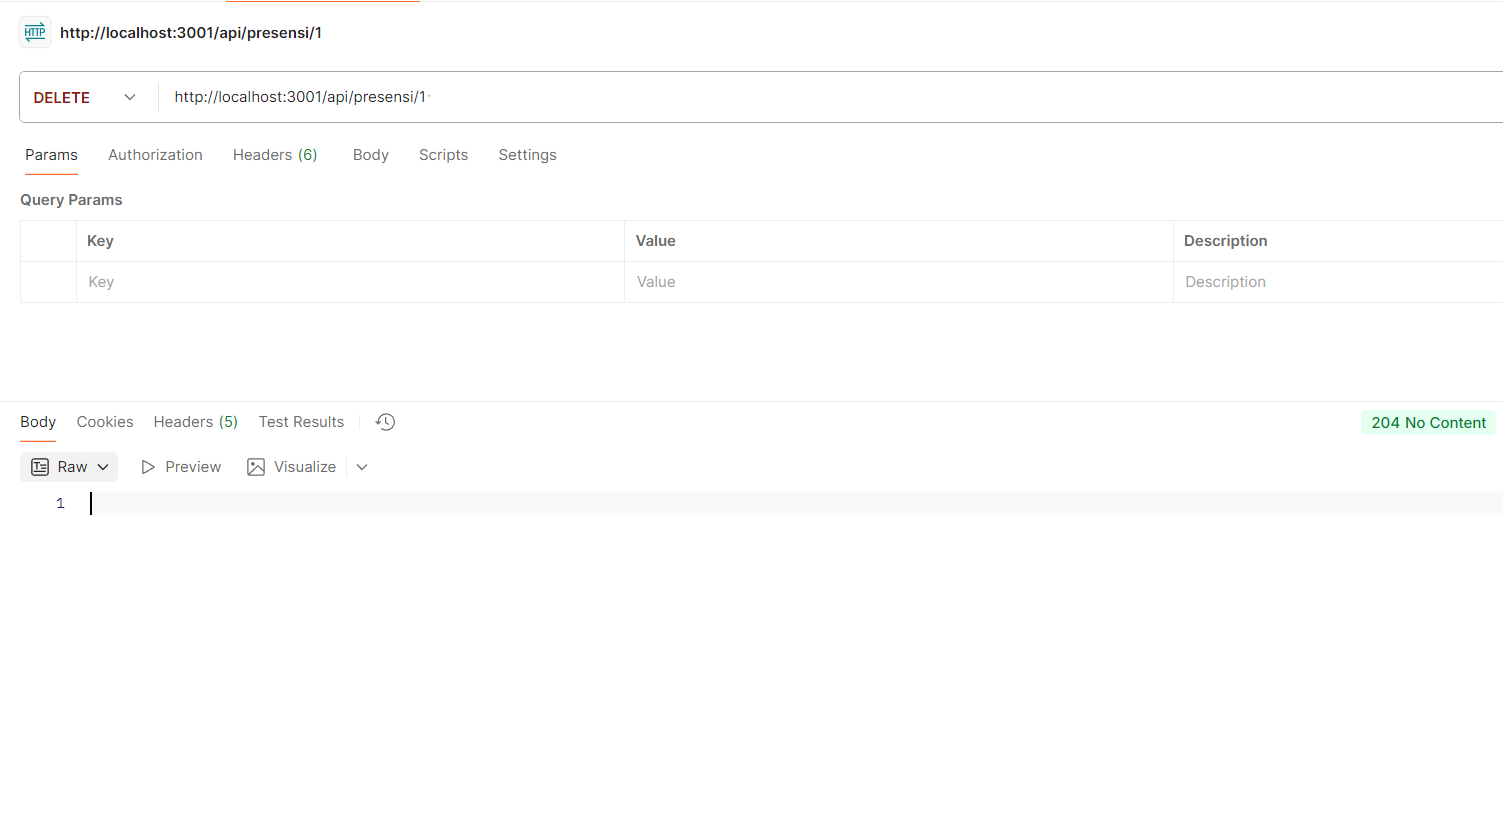 HTTP http://localhost:3001/api/presensi/1
DELETE http://localhost:3001/api/presensi/1
Params Authorization Headers (6) Body Scripts Settings
Query Params
Key Value Description
Key Value Description
Body Cookies Headers (5) Test Results 204 No Content
Raw Preview Visualize
1